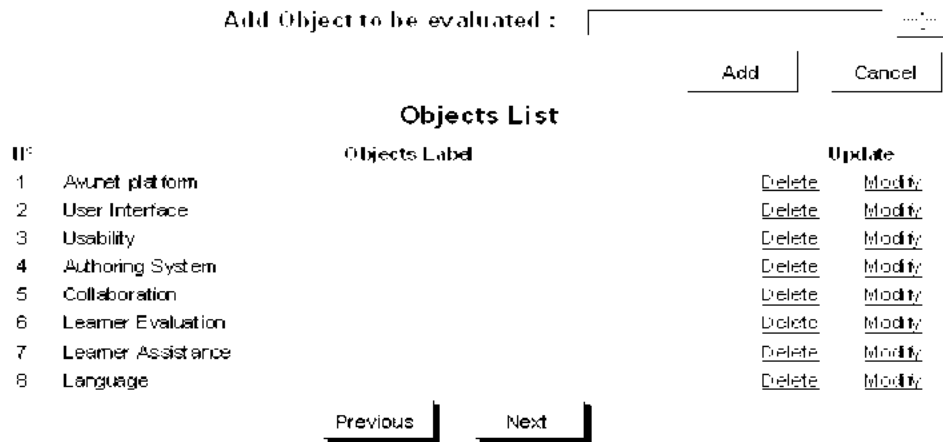 Add Object to be evaluated :
Add Cancel
Objects List
N° Objects Label Update
1 Avunet platform Delete Modify
2 User Interface Delete Modify
3 Usability Delete Modify
4 Authoring System Delete Modify
5 Collaboration Delete Modify
6 Learner Evaluation Delete Modify
7 Learner Assistance Delete Modify
8 Language Delete Modify
Previous Next